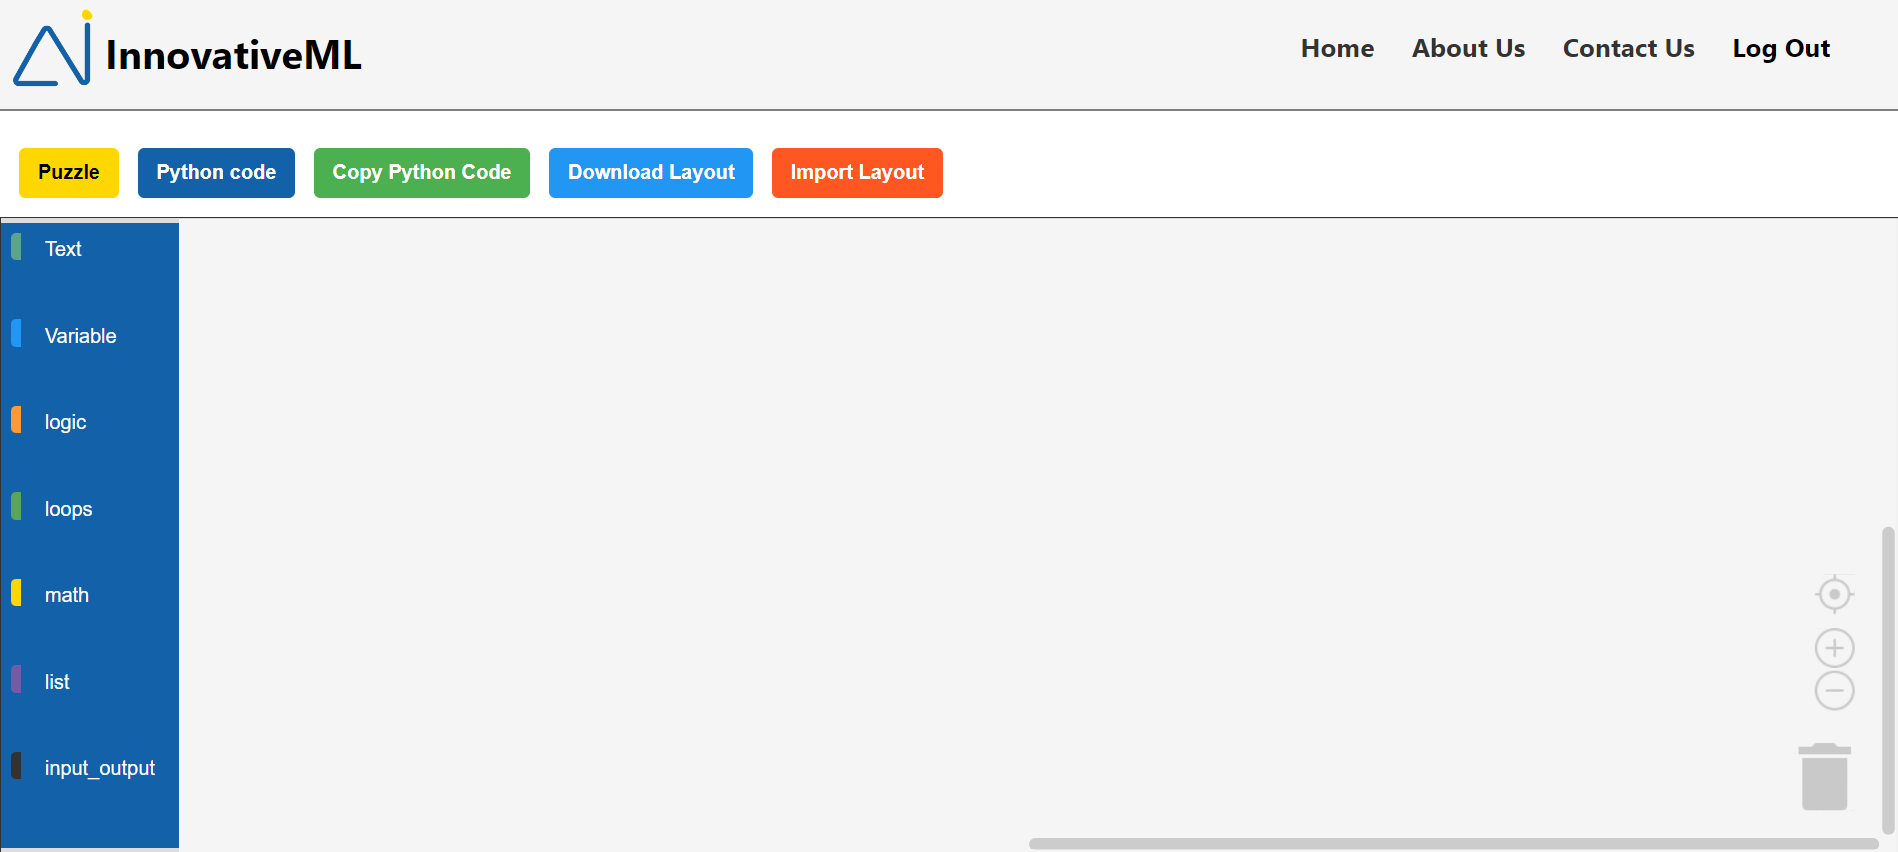 InnovativeML
Home About Us Contact Us Log Out
Puzzle Python code Copy Python Code Download Layout Import Layout
Text
Variable
logic
loops
math
list
input_output